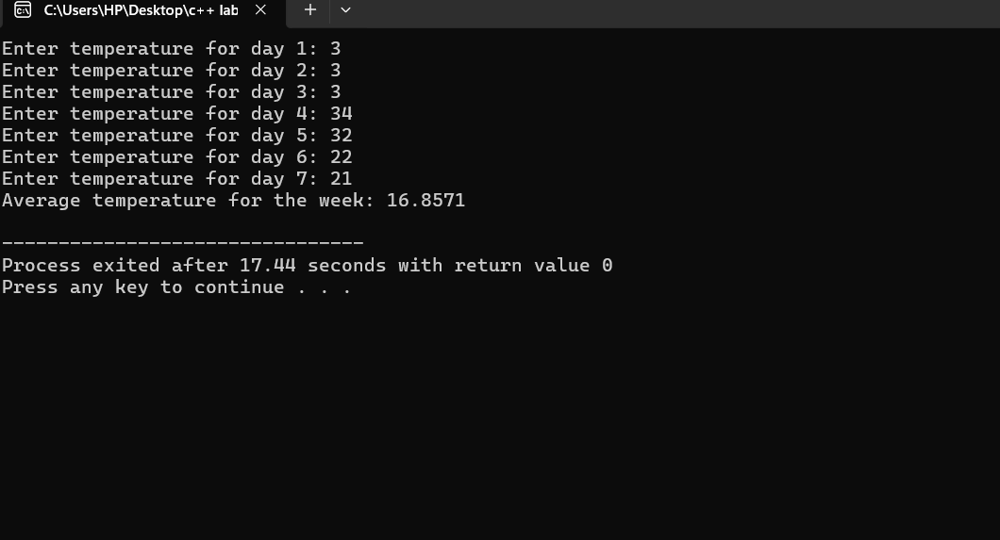 C:\Users\HP\Desktop\c++ lab
Enter temperature for day 1: 3
Enter temperature for day 2: 3
Enter temperature for day 3: 3
Enter temperature for day 4: 34
Enter temperature for day 5: 32
Enter temperature for day 6: 22
Enter temperature for day 7: 21
Average temperature for the week: 16.8571
--------------------------------
Process exited after 17.44 seconds with return value 0
Press any key to continue . . .